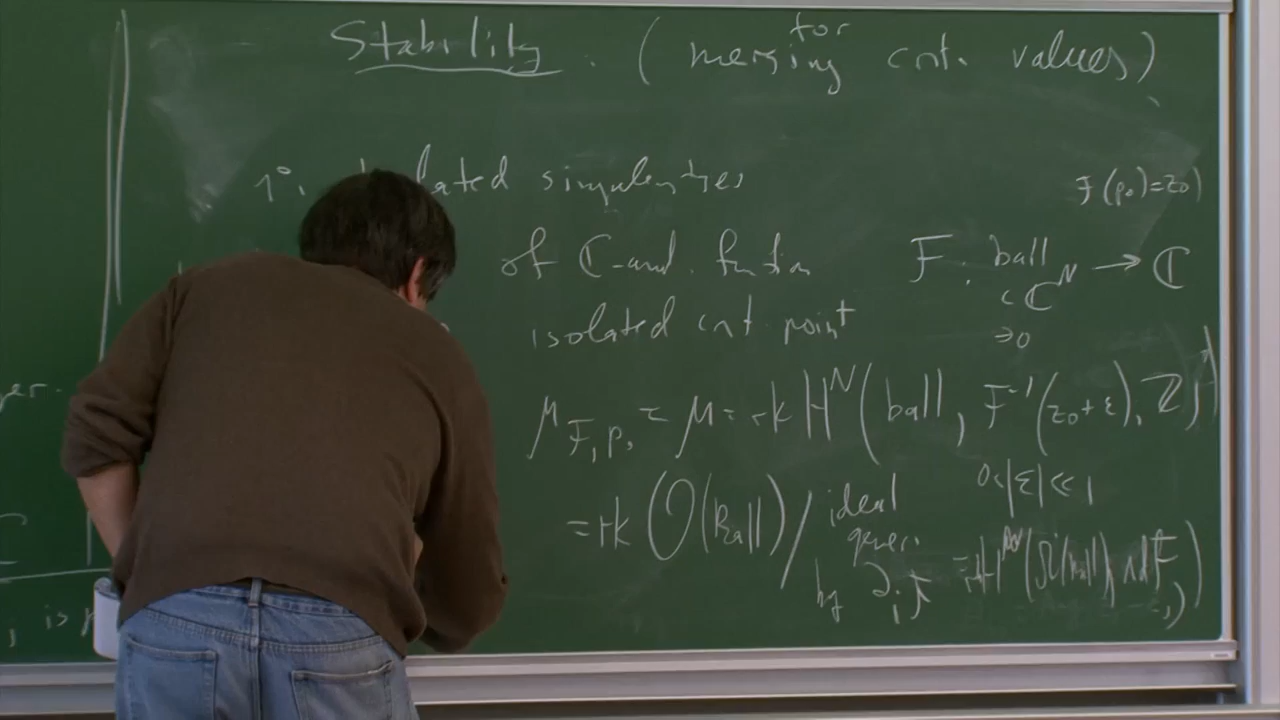 Stability. (for merging crit. values)
1°. lated singularities
F(p₀)=z₀)
of ℂ-anal. function F. ball → ℂ
⊂ ℂᴺ
isolated crit. point ∋0
μ_F,p₀ = μ = rk Hᴺ(ball, F⁻¹(z₀+ε), ℤ)
0<|ε|≪1
= rk (O(ball)/ideal gener. by ∂ᵢF
is